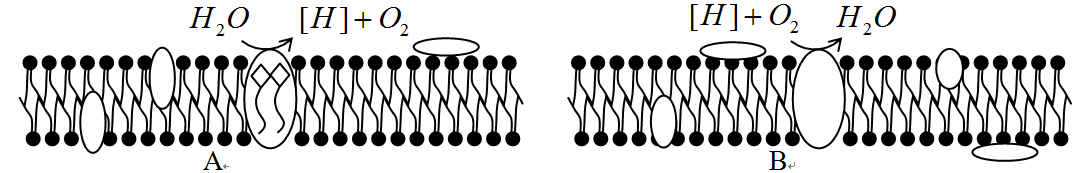 H₂O [H]+O₂ [H]+O₂ H₂O
A↵ B↵